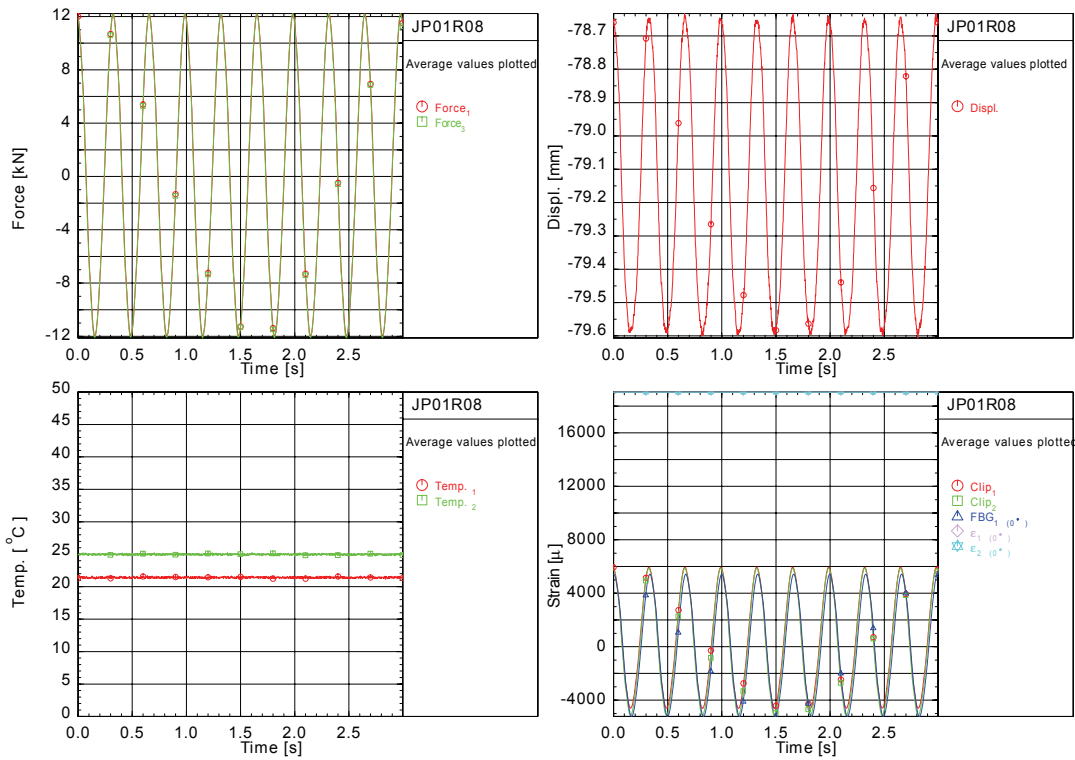 12
8
4
0
-4
-8
-12
Force [kN]
0.0 0.5 1.0 1.5 2.0 2.5
Time [s]
JP01R08
Average values plotted
Force1
Force3
-78.7
-78.8
-78.9
-79.0
-79.1
-79.2
-79.3
-79.4
-79.5
-79.6
Displ. [mm]
0.0 0.5 1.0 1.5 2.0 2.5
Time [s]
JP01R08
Average values plotted
Displ.
50
45
40
35
30
25
20
15
10
5
0
Temp. [ °C]
0.0 0.5 1.0 1.5 2.0 2.5
Time [s]
JP01R08
Average values plotted
Temp. 1
Temp. 2
16000
12000
8000
4000
0
-4000
Strain [µ]
0.0 0.5 1.0 1.5 2.0 2.5
Time [s]
JP01R08
Average values plotted
Clip1
Clip2
FBG1 (0°)
ε1 (0°)
ε2 (0°)